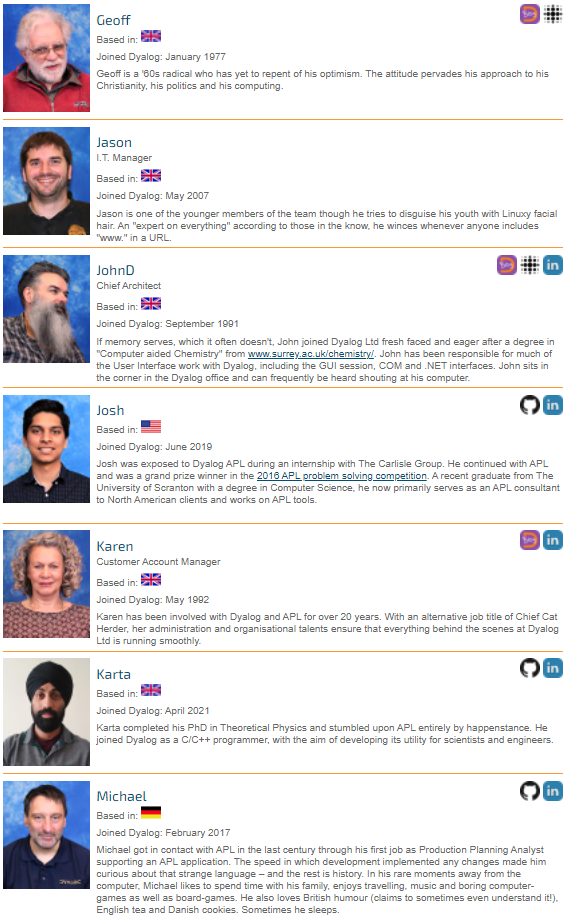 Geoff
Based in:
Joined Dyalog: January 1977
Geoff is a '60s radical who has yet to repent of his optimism. The attitude pervades his approach to his
Christianity, his politics and his computing.
Jason
I.T. Manager
Based in:
Joined Dyalog: May 2007
Jason is one of the younger members of the team though he tries to disguise his youth with Linuxy facial
hair. An "expert on everything" according to those in the know, he winces whenever anyone includes
"www." in a URL.
JohnD
Chief Architect
Based in:
Joined Dyalog: September 1991
If memory serves, which it often doesn't, John joined Dyalog Ltd fresh faced and eager after a degree in
"Computer aided Chemistry" from www.surrey.ac.uk/chemistry/. John has been responsible for much of
the User Interface work with Dyalog, including the GUI session, COM and .NET interfaces. John sits in
the corner in the Dyalog office and can frequently be heard shouting at his computer.
Josh
Based in:
Joined Dyalog: June 2019
Josh was exposed to Dyalog APL during an internship with The Carlisle Group. He continued with APL
and was a grand prize winner in the 2016 APL problem solving competition. A recent graduate from The
University of Scranton with a degree in Computer Science, he now primarily serves as an APL consultant
to North American clients and works on APL tools.
Karen
Customer Account Manager
Based in:
Joined Dyalog: May 1992
Karen has been involved with Dyalog and APL for over 20 years. With an alternative job title of Chief Cat
Herder, her administration and organisational talents ensure that everything behind the scenes at Dyalog
Ltd is running smoothly.
Karta
Based in:
Joined Dyalog: April 2021
Karta completed his PhD in Theoretical Physics and stumbled upon APL entirely by happenstance. He
joined Dyalog as a C/C++ programmer, with the aim of developing its utility for scientists and engineers.
Michael
Based in:
Joined Dyalog: February 2017
Michael got in contact with APL in the last century through his first job as Production Planning Analyst
supporting an APL application. The speed in which development implemented any changes made him
curious about that strange language – and the rest is history. In his rare moments away from the
computer, Michael likes to spend time with his family, enjoys travelling, music and boring computer-
games as well as board-games. He also loves British humour (claims to sometimes even understand it!),
English tea and Danish cookies. Sometimes he sleeps.